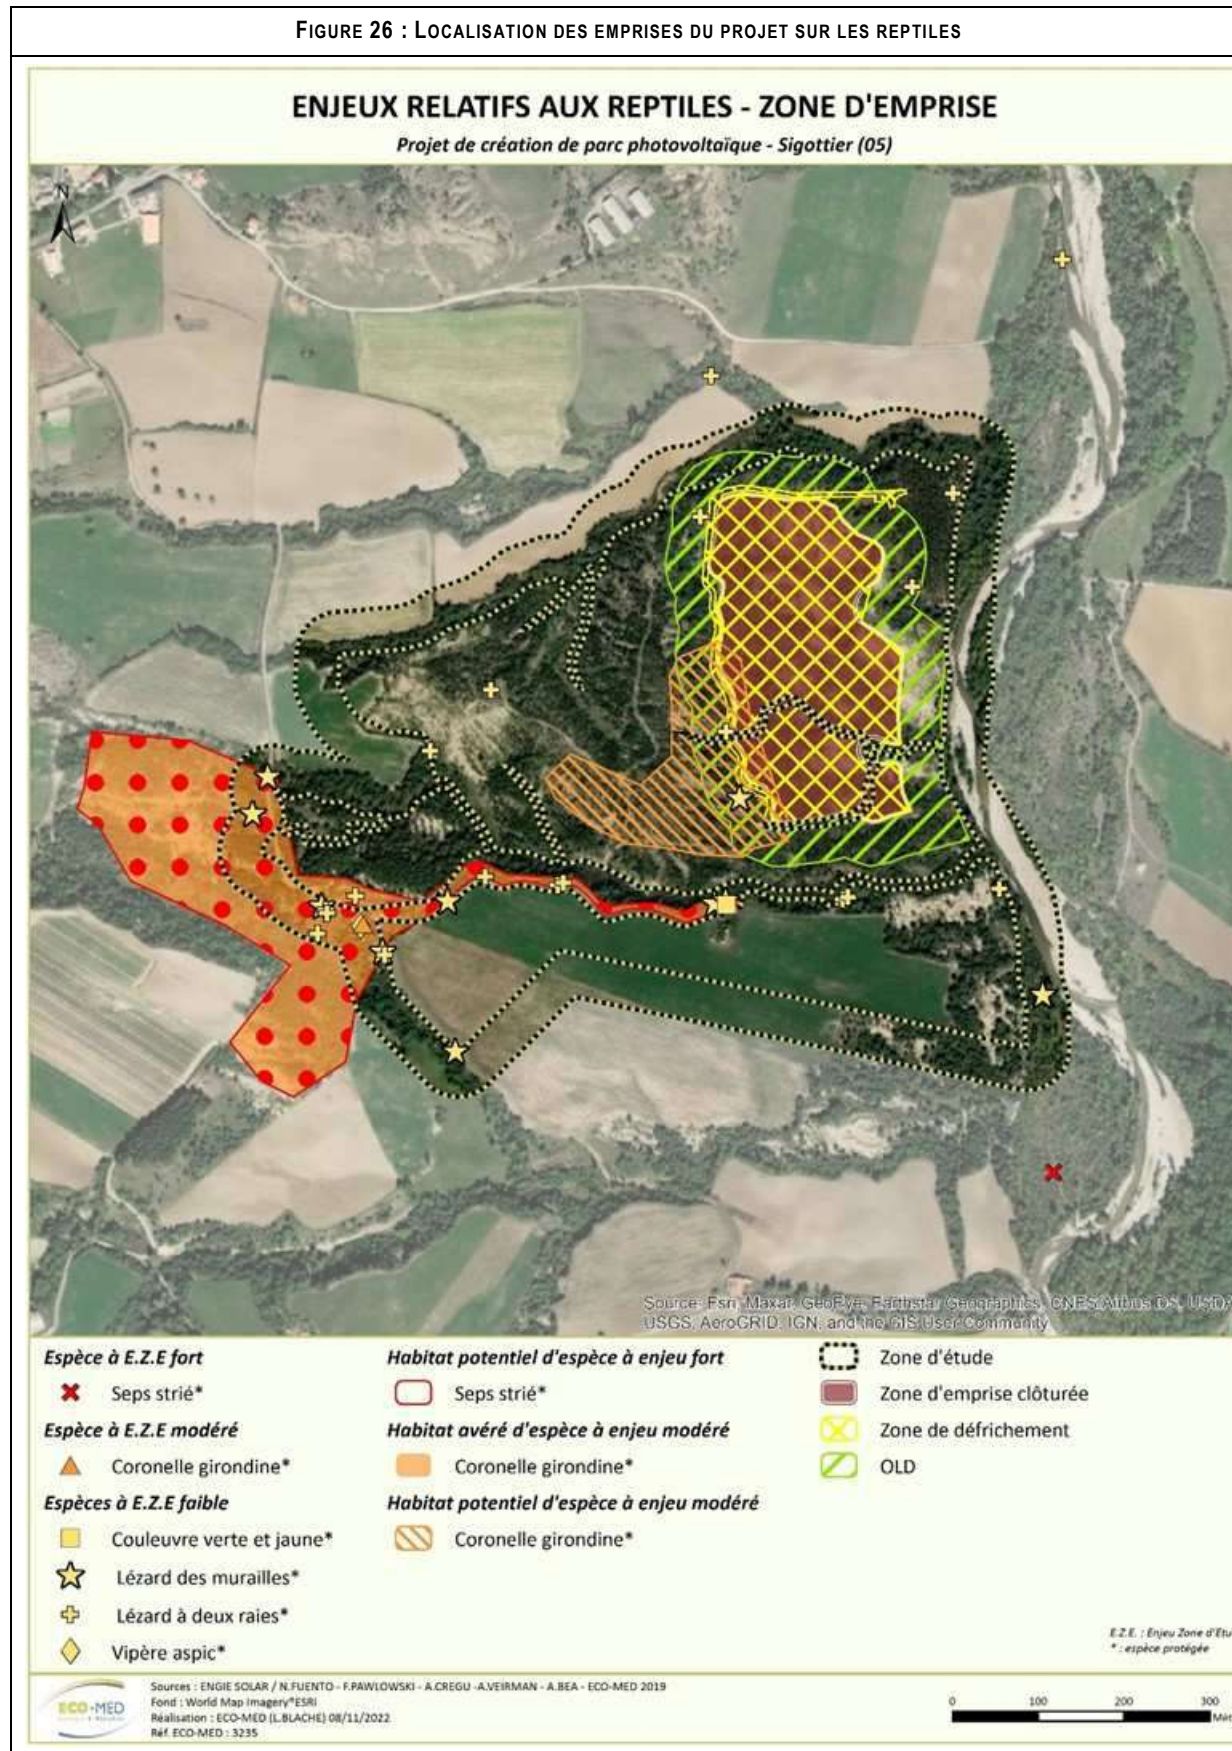 FIGURE 26 : LOCALISATION DES EMPRISES DU PROJET SUR LES REPTILES
ENJEUX RELATIFS AUX REPTILES - ZONE D'EMPRISE
Projet de création de parc photovoltaïque - Sigottier (05)
N
Source: Esri, Maxar, GeoEye, Earthstar Geographics, CNES/Airbus DS, USDA,
USGS, AeroGRID, IGN, and the GIS User Community
Espèce à E.Z.E fort
Seps strié*
Espèce à E.Z.E modéré
Coronelle girondine*
Espèces à E.Z.E faible
Couleuvre verte et jaune*
Lézard des murailles*
Lézard à deux raies*
Vipère aspic*
Habitat potentiel d'espèce à enjeu fort
Seps strié*
Habitat avéré d'espèce à enjeu modéré
Coronelle girondine*
Habitat potentiel d'espèce à enjeu modéré
Coronelle girondine*
Zone d'étude
Zone d'emprise clôturée
Zone de défrichement
OLD
E.Z.E. : Enjeu Zone d'Etu
* : espèce protégée
ECO-MED
Sources : ENGIE SOLAR / N.FUENTO - F.PAWLOWSKI - A.CREGU -A.VEIRMAN - A.BEA - ECO-MED 2019
Fond : World Map Imagery®ESRI
Réalisation : ECO-MED (L.BLACHE) 08/11/2022
Réf. ECO-MED : 3235
0 100 200 300
Mèt